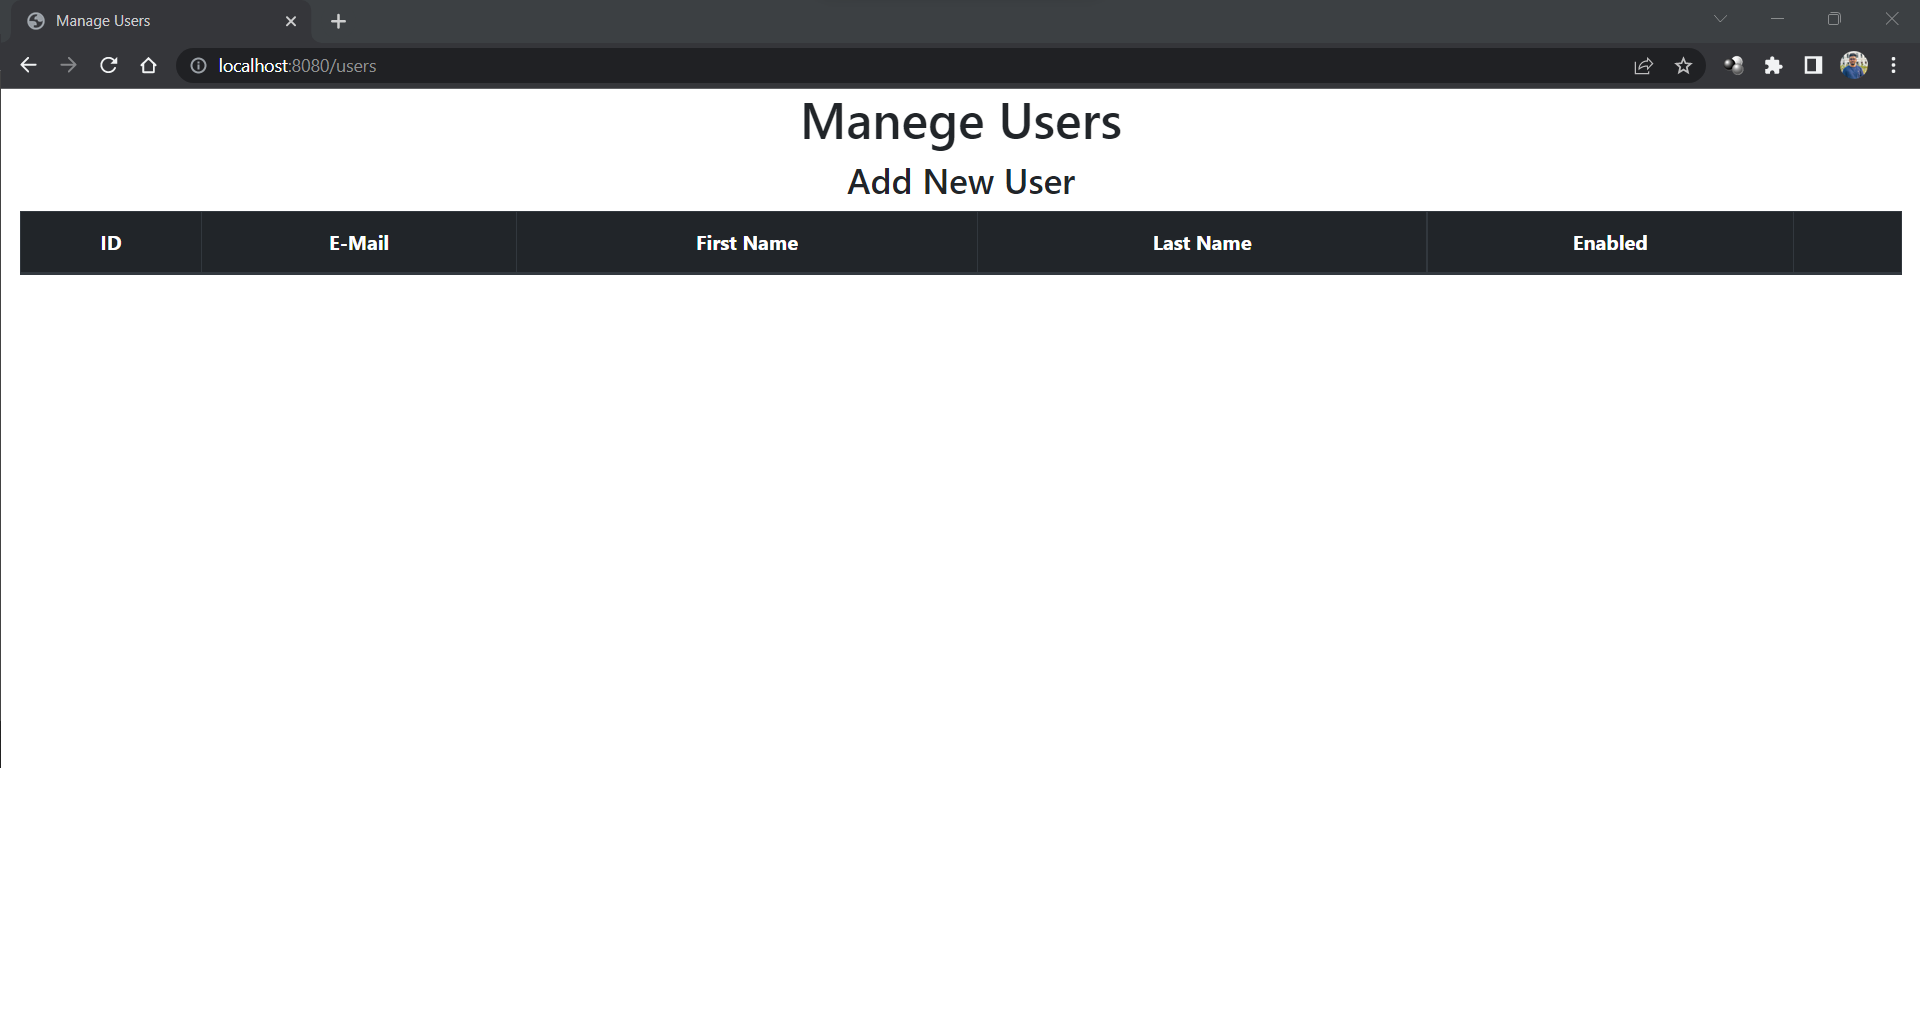 Manage Users
localhost:8080/users
Manege Users
Add New User
ID E-Mail First Name Last Name Enabled